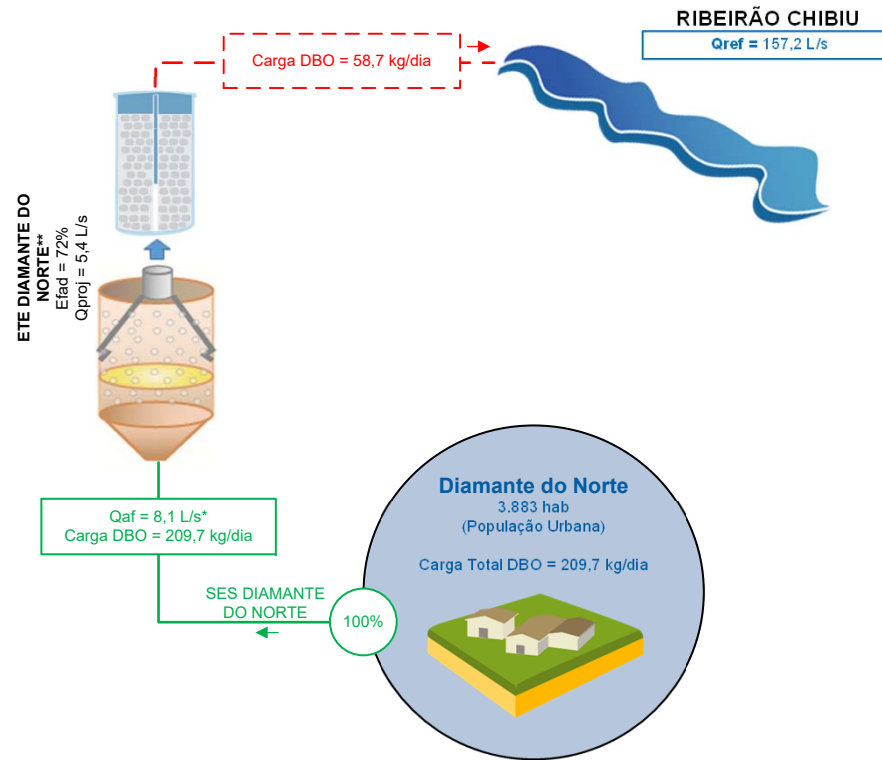 RIBEIRÃO CHIBIU
Qref = 157,2 L/s
Carga DBO = 58,7 kg/dia
ETE DIAMANTE DO
NORTE**
Efad = 72%
Qproj = 5,4 L/s
Qaf = 8,1 L/s*
Carga DBO = 209,7 kg/dia
SES DIAMANTE
DO NORTE
100%
Diamante do Norte
3.883 hab
(População Urbana)
Carga Total DBO = 209,7 kg/dia